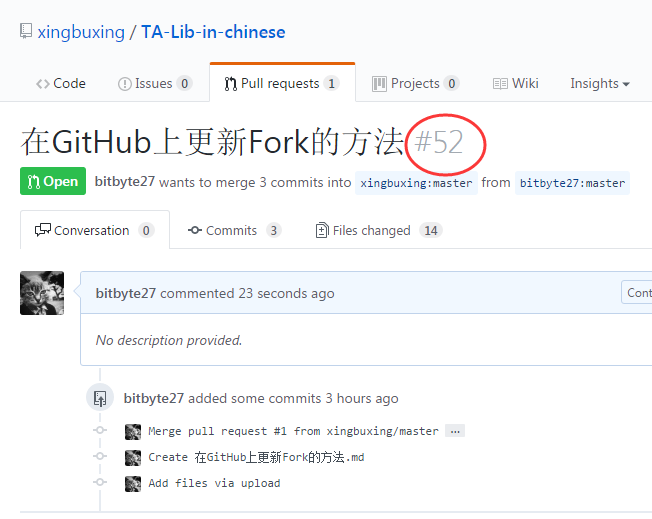 xingbuxing / TA-Lib-in-chinese
Code Issues 0 Pull requests 1 Projects 0 Wiki Insights
在GitHub上更新Fork的方法 #52
Open bitbyte27 wants to merge 3 commits into xingbuxing:master from bitbyte27:master
Conversation 0 Commits 3 Files changed 14
bitbyte27 commented 23 seconds ago Cont
No description provided.
bitbyte27 added some commits 3 hours ago
Merge pull request #1 from xingbuxing/master …
Create 在GitHub上更新Fork的方法.md
Add files via upload